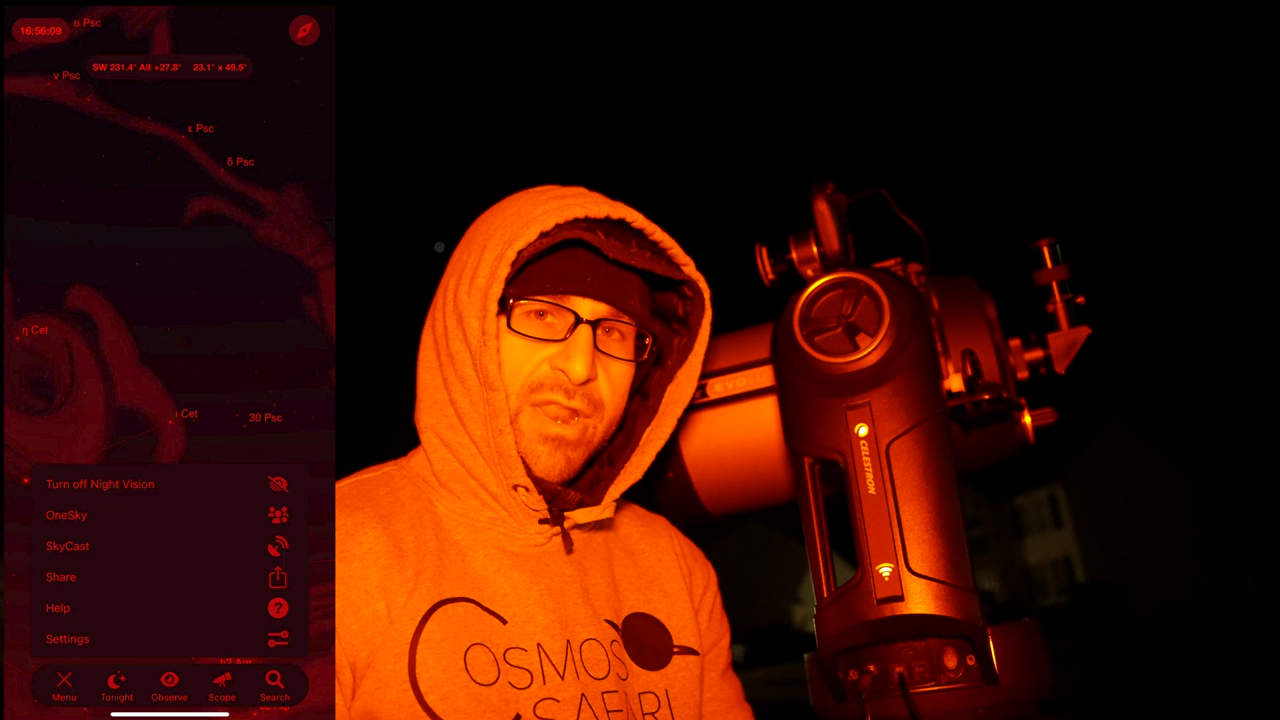 16:56:09
ο Psc
SW 231.4° Alt +27.8° 23.1° x 49.5°
ν Psc
ε Psc
δ Psc
η Cet
ι Cet
30 Psc
Turn off Night Vision
OneSky
SkyCast
Share
Help
Settings
b2 Aqr
Menu
Tonight
Observe
Scope
Search
CELESTRON
COSMOS
SAFARI